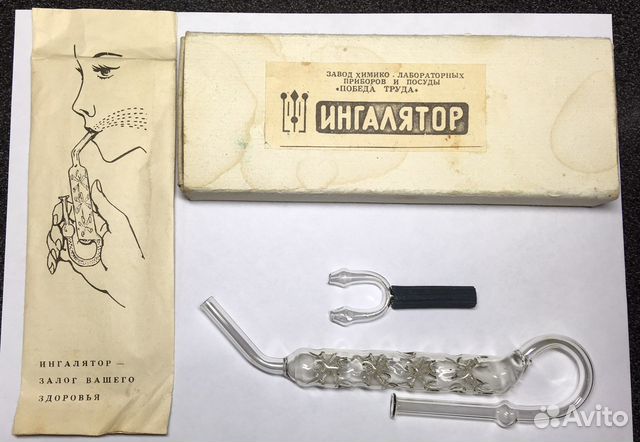 ЗАВОД ХИМИКО - ЛАБОРАТОРНЫХ
ПРИБОРОВ И ПОСУДЫ
«ПОБЕДА ТРУДА»
ИНГАЛЯТОР
ИНГАЛЯТОР —
ЗАЛОГ ВАШЕГО
ЗДОРОВЬЯ
Avito